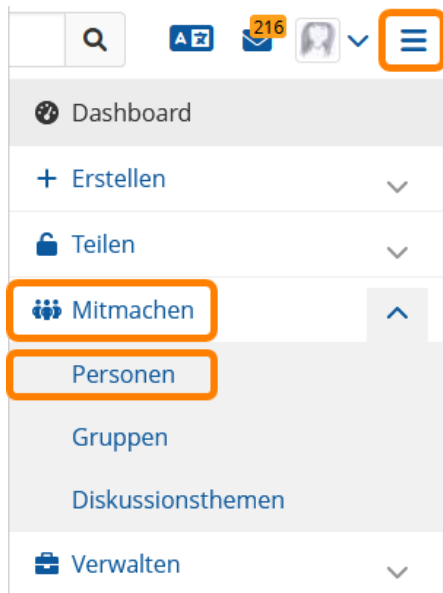 216
Dashboard
Erstellen
Teilen
Mitmachen
Personen
Gruppen
Diskussionsthemen
Verwalten